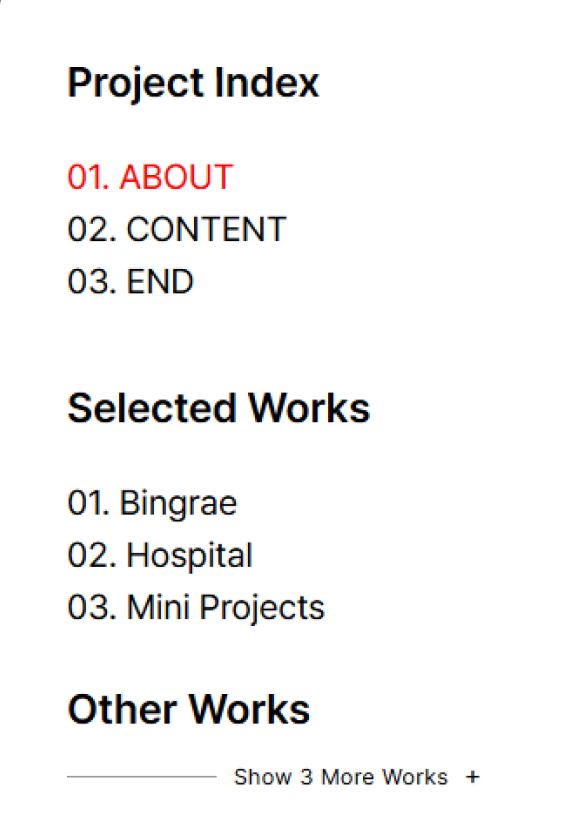 Project Index
01. ABOUT
02. CONTENT
03. END
Selected Works
01. Bingrae
02. Hospital
03. Mini Projects
Other Works
Show 3 More Works +